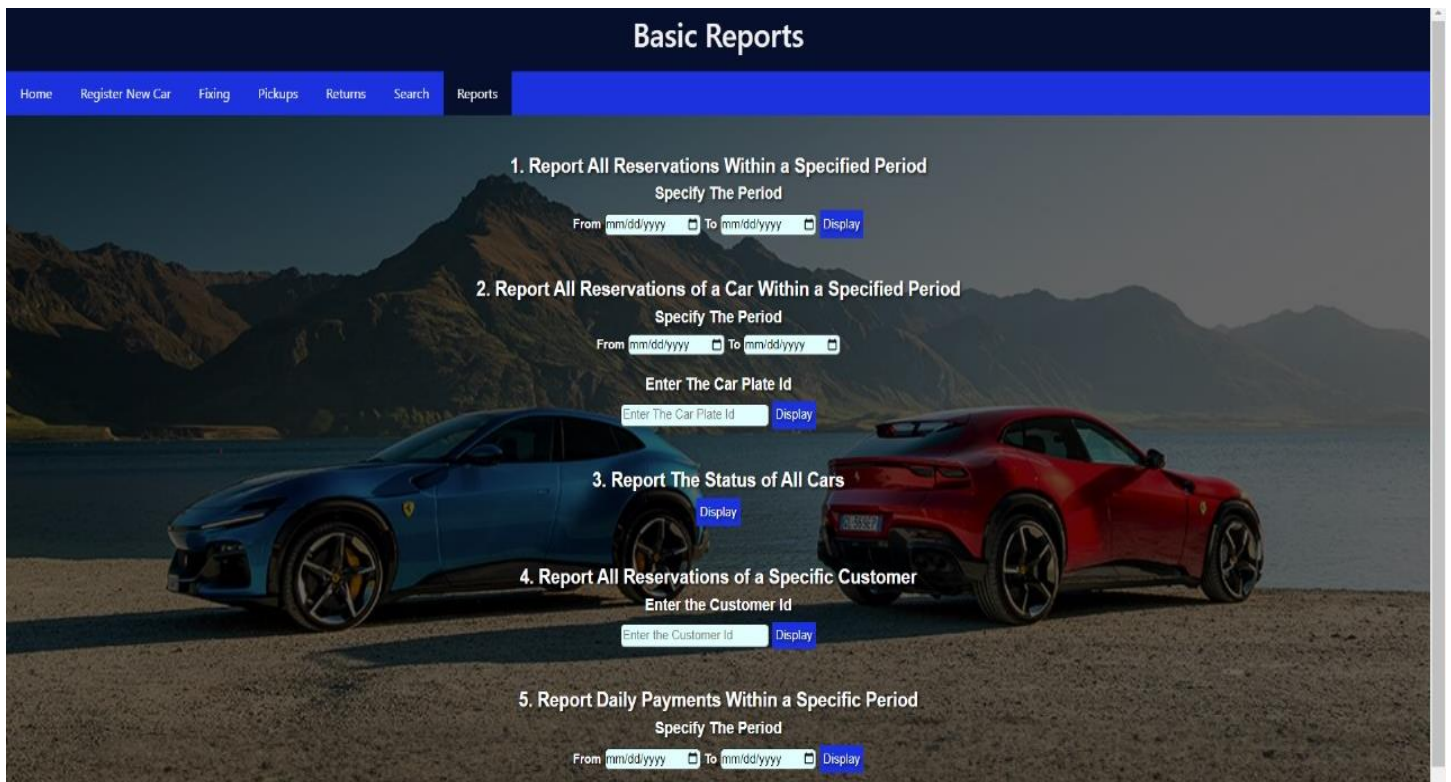 Basic Reports
Home Register New Car Fixing Pickups Returns Search Reports
1. Report All Reservations Within a Specified Period
Specify The Period
From mm/dd/yyyy To mm/dd/yyyy Display
2. Report All Reservations of a Car Within a Specified Period
Specify The Period
From mm/dd/yyyy To mm/dd/yyyy
Enter The Car Plate Id
Enter The Car Plate Id Display
3. Report The Status of All Cars
Display
4. Report All Reservations of a Specific Customer
Enter the Customer Id
Enter the Customer Id Display
5. Report Daily Payments Within a Specific Period
Specify The Period
From mm/dd/yyyy To mm/dd/yyyy Display